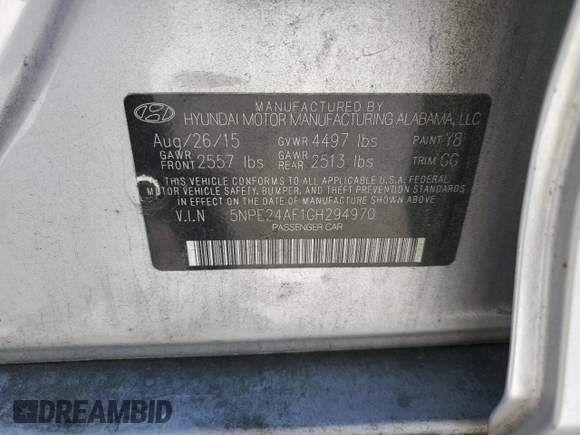 MANUFACTURED BY
HYUNDAI MOTOR MANUFACTURING ALABAMA, LLC
Aug/26/15 GVWR 4497 lbs PAINT Y8
GAWR FRONT 2557 lbs GAWR REAR 2513 lbs TRIM GG
THIS VEHICLE CONFORMS TO ALL APPLICABLE U.S.A. FEDERAL
MOTOR VEHICLE SAFETY, BUMPER, AND THEFT PREVENTION STANDARDS
IN EFFECT ON THE DATE OF MANUFACTURE SHOWN ABOVE.
V.I.N 5NPE24AF1GH294970
PASSENGER CAR
DREAMBID